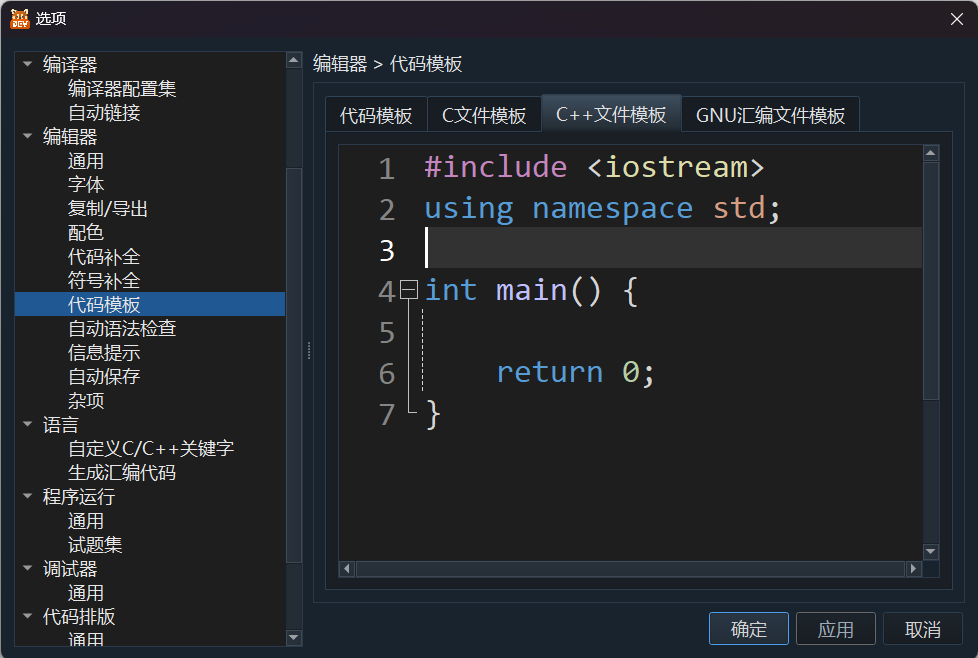 选项
编译器
编译器配置集
自动链接
编辑器
通用
字体
复制/导出
配色
代码补全
符号补全
代码模板
自动语法检查
信息提示
自动保存
杂项
语言
自定义C/C++关键字
生成汇编代码
程序运行
通用
试题集
调试器
通用
代码排版
通用
编辑器 > 代码模板
代码模板 C文件模板 C++文件模板 GNU汇编文件模板
1 #include <iostream>
2 using namespace std;
3
4 int main() {
5
6 return 0;
7 }
确定 应用 取消